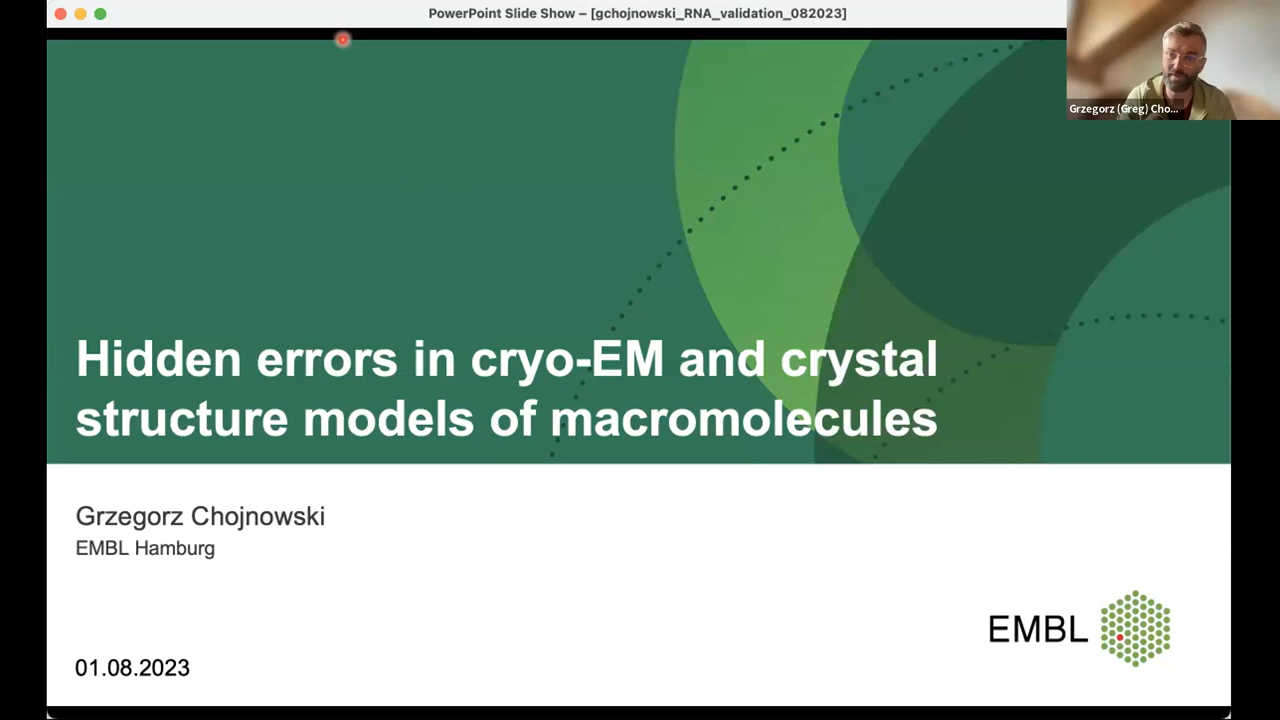 PowerPoint Slide Show – [gchojnowski_RNA_validation_082023]
Grzegorz (Greg) Cho...
Hidden errors in cryo-EM and crystal
structure models of macromolecules
Grzegorz Chojnowski
EMBL Hamburg
EMBL
01.08.2023